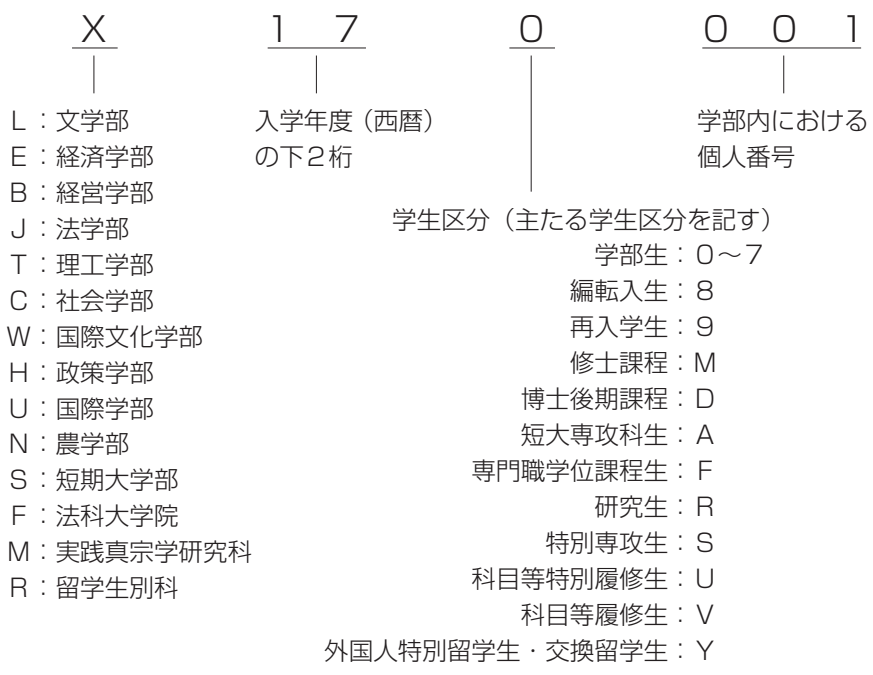 Ｘ　１７　０　００１
Ｌ：文学部
Ｅ：経済学部
Ｂ：経営学部
Ｊ：法学部
Ｔ：理工学部
Ｃ：社会学部
Ｗ：国際文化学部
Ｈ：政策学部
Ｕ：国際学部
Ｎ：農学部
Ｓ：短期大学部
Ｆ：法科大学院
Ｍ：実践真宗学研究科
Ｒ：留学生別科
入学年度（西暦）
の下２桁
学生区分（主たる学生区分を記す）
学部生：０～７
編転入生：８
再入学生：９
修士課程：Ｍ
博士後期課程：Ｄ
短大専攻科生：Ａ
専門職学位課程生：Ｆ
研究生：Ｒ
特別専攻生：Ｓ
科目等特別履修生：Ｕ
科目等履修生：Ｖ
外国人特別留学生・交換留学生：Ｙ
学部内における
個人番号